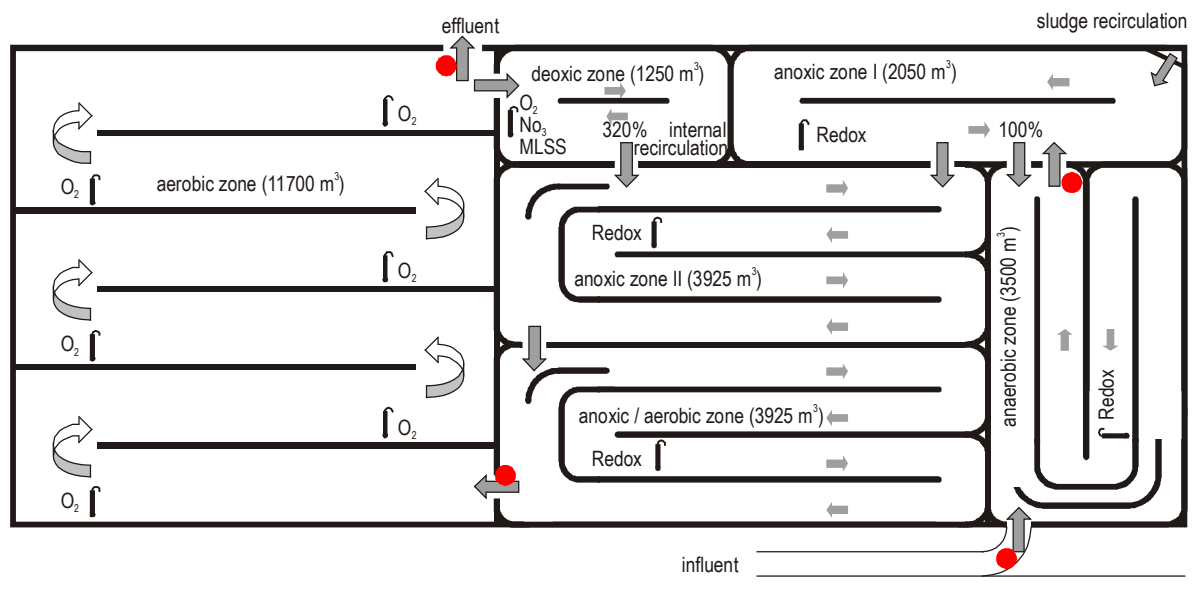 effluent
sludge recirculation
deoxic zone (1250 m³)
anoxic zone I (2050 m³)
O₂
O₂
No₃
MLSS
320% internal
recirculation
Redox
100%
O₂
aerobic zone (11700 m³)
Redox
anoxic zone II (3925 m³)
anaerobic zone (3500 m³)
O₂
O₂
Redox
anoxic / aerobic zone (3925 m³)
O₂
Redox
O₂
influent